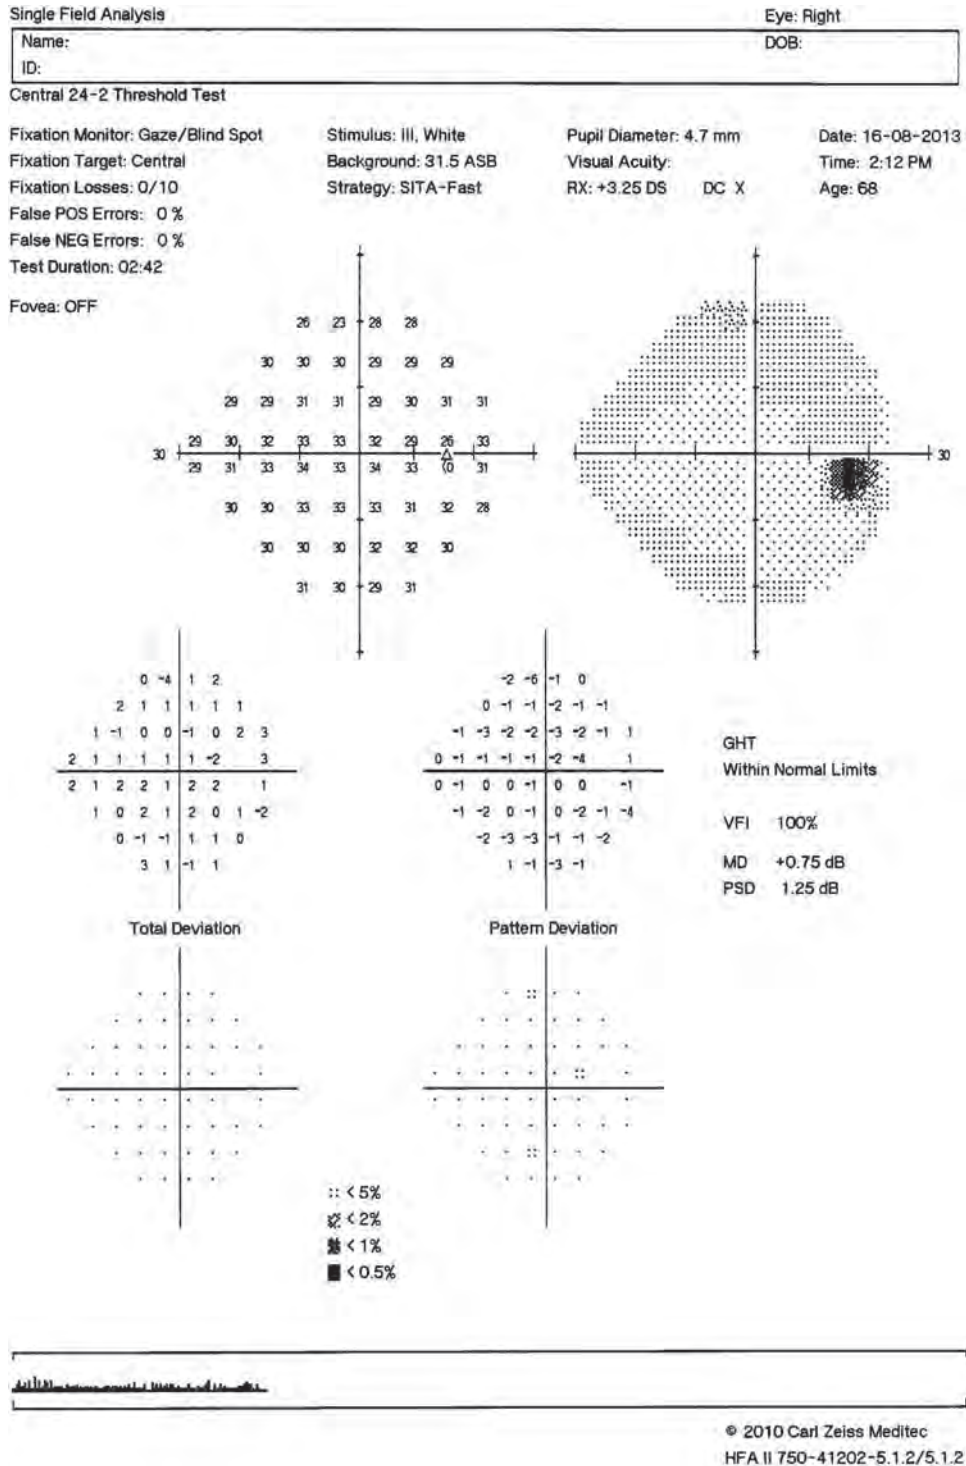 Single Field Analysis Eye: Right
Name: DOB:
ID:
Central 24-2 Threshold Test
Fixation Monitor: Gaze/Blind Spot Stimulus: III, White Pupil Diameter: 4.7 mm Date: 16-08-2013
Fixation Target: Central Background: 31.5 ASB Visual Acuity: Time: 2:12 PM
Fixation Losses: 0/10 Strategy: SITA-Fast RX: +3.25 DS DC X Age: 68
False POS Errors: 0 %
False NEG Errors: 0 %
Test Duration: 02:42
Fovea: OFF
26 23 28 28
30 30 30 29 29 29
29 29 31 31 29 30 31 31
29 30 32 33 33 32 29 26 33
30 30
29 31 33 34 33 34 33 <0 31
30 30 33 33 33 31 32 28
30 30 30 32 32 30
31 30 29 31
0 -4 1 2 -2 -6 -1 0
2 1 1 1 1 1 0 -1 -1 -2 -1 -1
1 -1 0 0 -1 0 2 3 -1 -3 -2 -2 -3 -2 -1 1
2 1 1 1 1 1 -2 3 0 -1 -1 -1 -1 -2 -4 1
2 1 2 2 1 2 2 1 0 -1 0 0 -1 0 0 -1
1 0 2 1 2 0 1 -2 -1 -2 0 -1 0 -2 -1 -4
0 -1 -1 1 1 0 -2 -3 -3 -1 -1 -2
3 1 -1 1 1 -1 -3 -1
GHT
Within Normal Limits
VFI 100%
MD +0.75 dB
PSD 1.25 dB
Total Deviation Pattern Deviation
< 5%
< 2%
< 1%
< 0.5%
© 2010 Carl Zeiss Meditec
HFA II 750-41202-5.1.2/5.1.2